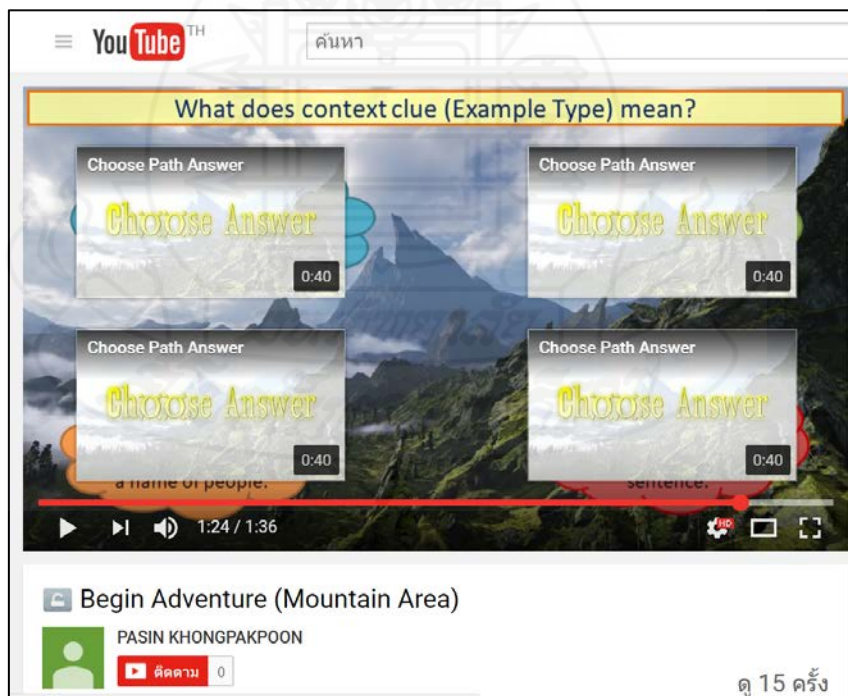 YouTube TH
ค้นหา
What does context clue (Example Type) mean?
Choose Path Answer
Choose Answer
0:40
Choose Path Answer
Choose Answer
0:40
Choose Path Answer
Choose Answer
0:40
Choose Path Answer
Choose Answer
0:40
a name of people.
sentence.
1:24 / 1:36
HD
Begin Adventure (Mountain Area)
PASIN KHONGPAKPOON
ติดตาม 0
ดู 15 ครั้ง